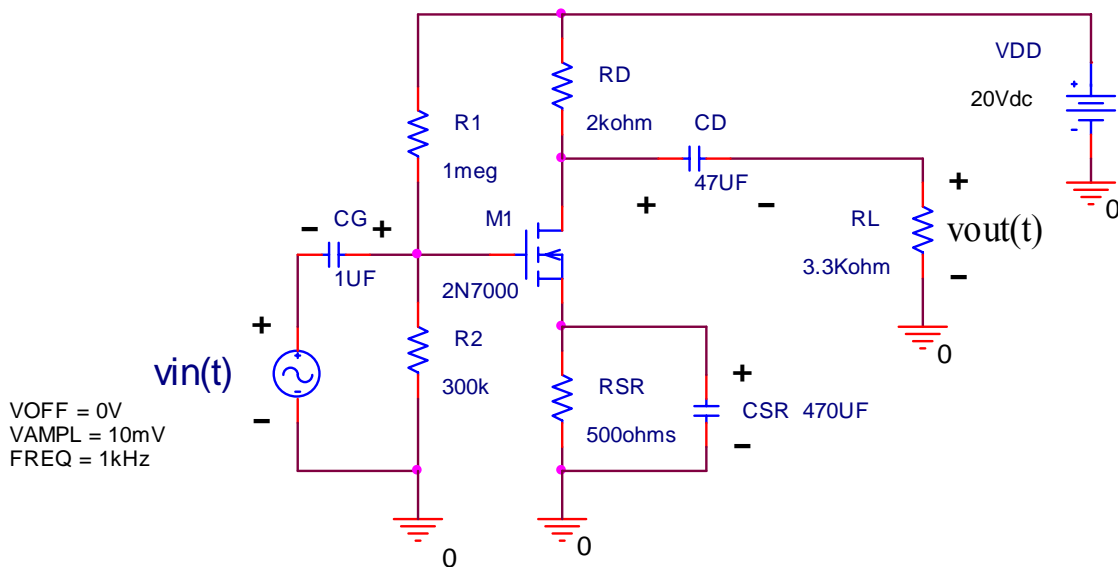 VDD
20Vdc
RD
2kohm
R1
1meg
CD
47UF
CG
1UF
M1
2N7000
RL
3.3Kohm
vout(t)
0
0
vin(t)
VOFF = 0V
VAMPL = 10mV
FREQ = 1kHz
R2
300k
RSR
500ohms
CSR 470UF
0
0